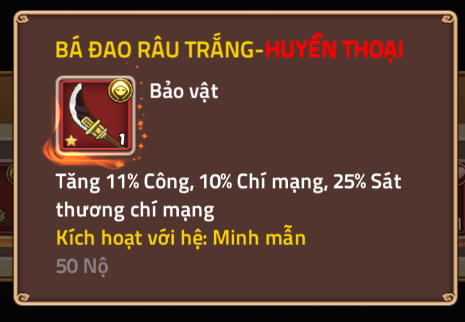 BÁ ĐAO RÂU TRẮNG-HUYỀN THOẠI
Bảo vật
1
Tăng 11% Công, 10% Chí mạng, 25% Sát
thương chí mạng
Kích hoạt với hệ: Minh mẫn
50 Nộ
1